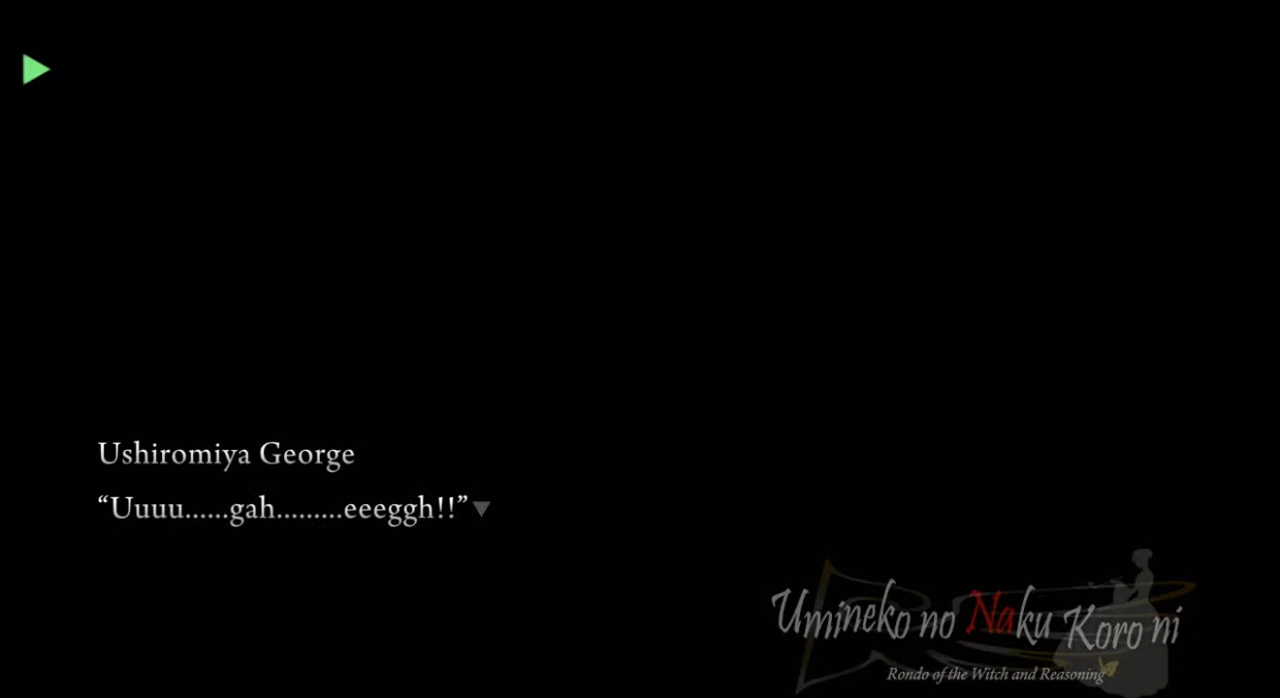 Ushiromiya George
“Uuuu......gah.........eeeggh!!”
Umineko no Naku Koro ni
Rondo of the Witch and Reasoning